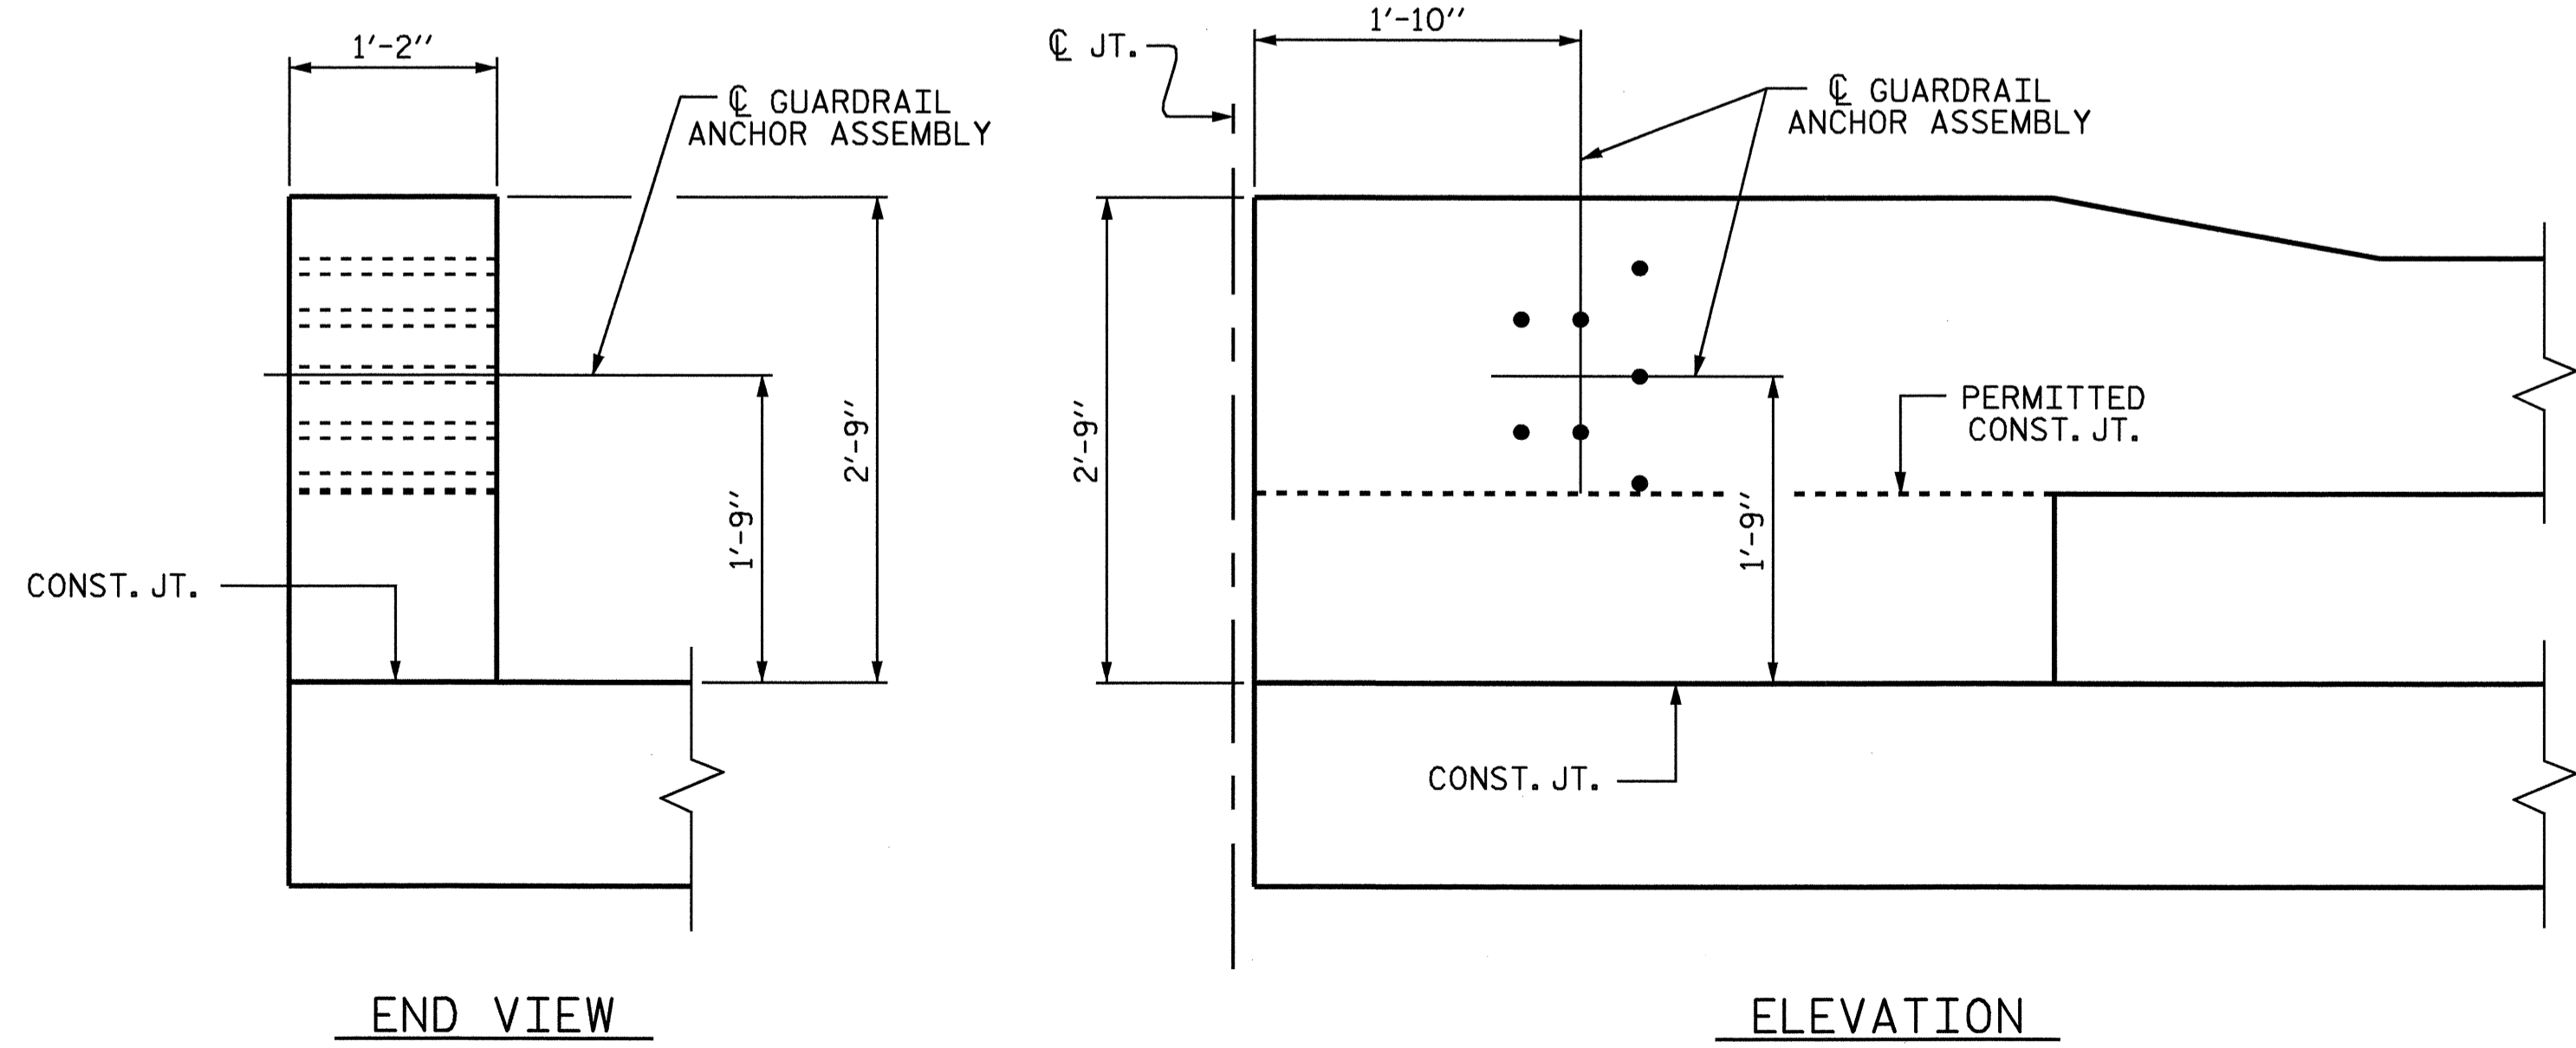 1'-2"
℄ GUARDRAIL
ANCHOR ASSEMBLY
2'-9"
1'-9"
CONST. JT.
END VIEW
℄ JT.
1'-10"
℄ GUARDRAIL
ANCHOR ASSEMBLY
2'-9"
PERMITTED
CONST. JT.
1'-9"
CONST. JT.
ELEVATION